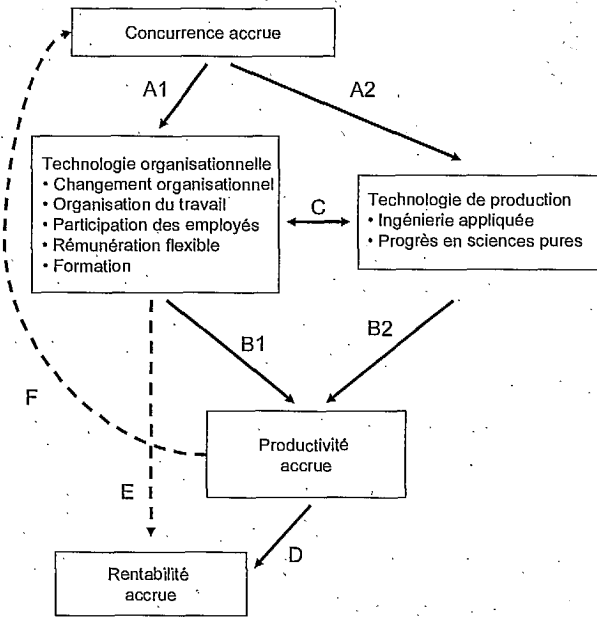 Concurrence accrue
A1
A2
Technologie organisationnelle
• Changement organisationnel
• Organisation du travail
• Participation des employés
• Rémunération flexible
• Formation
C
Technologie de production
• Ingénierie appliquée
• Progrès en sciences pures
B1
B2
F
Productivité
accrue
E
D
Rentabilité
accrue